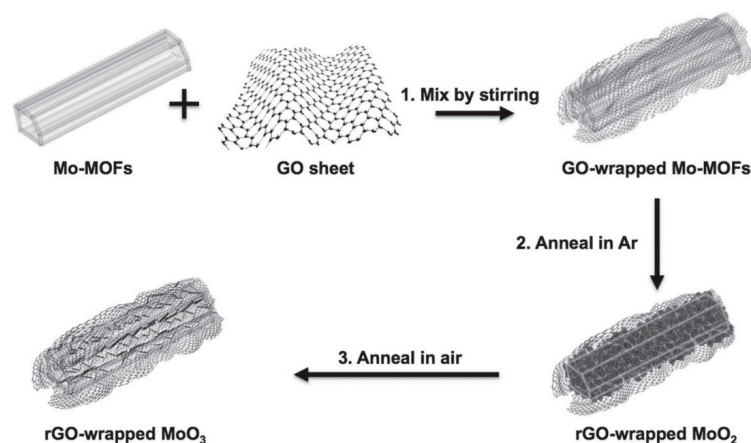 1. Mix by stirring
Mo-MOFs
GO sheet
GO-wrapped Mo-MOFs
2. Anneal in Ar
3. Anneal in air
rGO-wrapped MoO₃
rGO-wrapped MoO₂